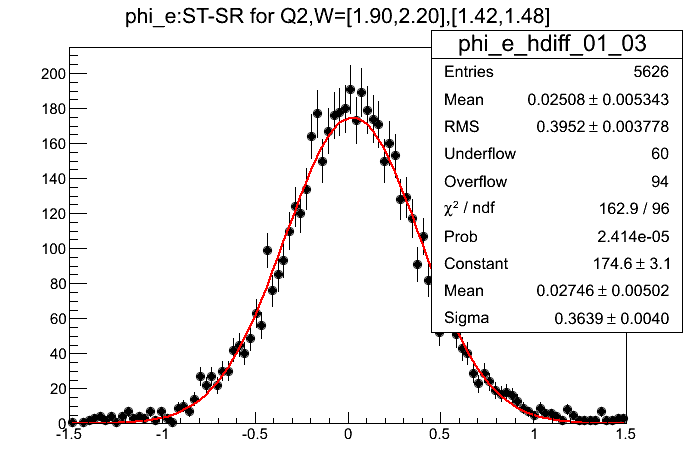 phi_e:ST-SR for Q2,W=[1.90,2.20],[1.42,1.48]
phi_e_hdiff_01_03
Entries 5626
Mean 0.02508 ± 0.005343
RMS 0.3952 ± 0.003778
Underflow 60
Overflow 94
χ² / ndf 162.9 / 96
Prob 2.414e-05
Constant 174.6 ± 3.1
Mean 0.02746 ± 0.00502
Sigma 0.3639 ± 0.0040
200
180
160
140
120
100
80
60
40
20
0
-1.5 -1 -0.5 0 0.5 1 1.5